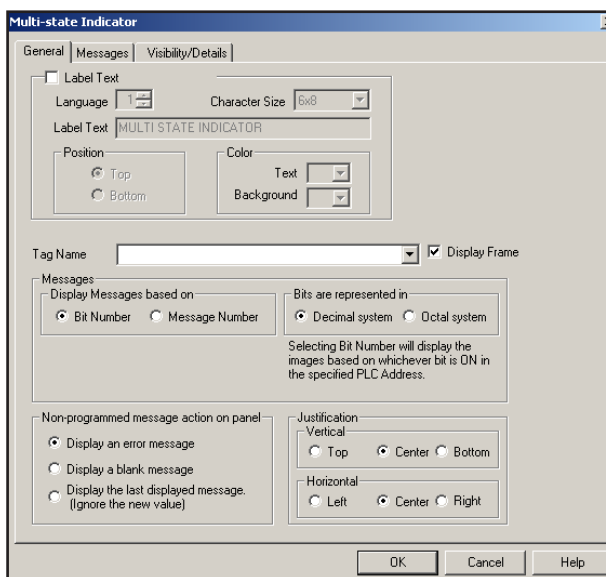 Multi-state Indicator
General Messages Visibility/Details
Label Text
Language 1 Character Size 6x8
Label Text MULTI STATE INDICATOR
Position Color
Top Text
Bottom Background
Tag Name Display Frame
Messages
Display Messages based on Bits are represented in
Bit Number Message Number Decimal system Octal system
Selecting Bit Number will display the
images based on whichever bit is ON in
the specified PLC Address.
Non-programmed message action on panel Justification
Display an error message Vertical
Top Center Bottom
Display a blank message
Display the last displayed message. Horizontal
(Ignore the new value) Left Center Right
OK Cancel Help